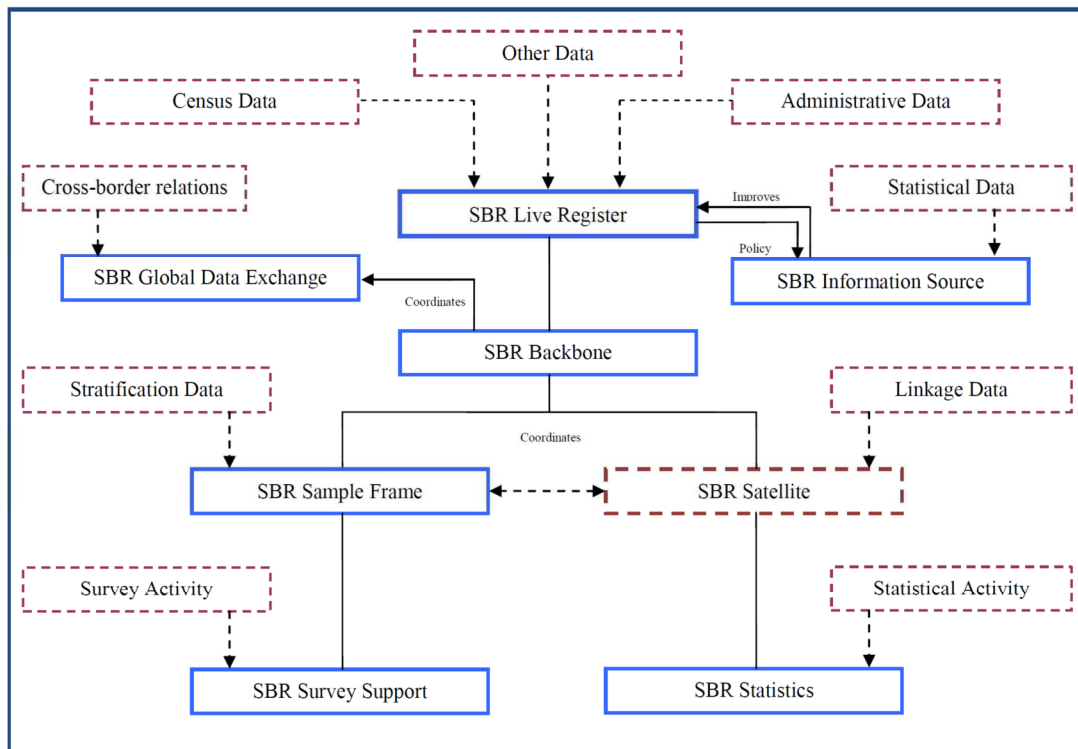 Other Data
Census Data
Administrative Data
Cross-border relations
Statistical Data
Improves
SBR Live Register
Policy
SBR Global Data Exchange
SBR Information Source
Coordinates
SBR Backbone
Stratification Data
Linkage Data
Coordinates
SBR Sample Frame
SBR Satellite
Survey Activity
Statistical Activity
SBR Survey Support
SBR Statistics